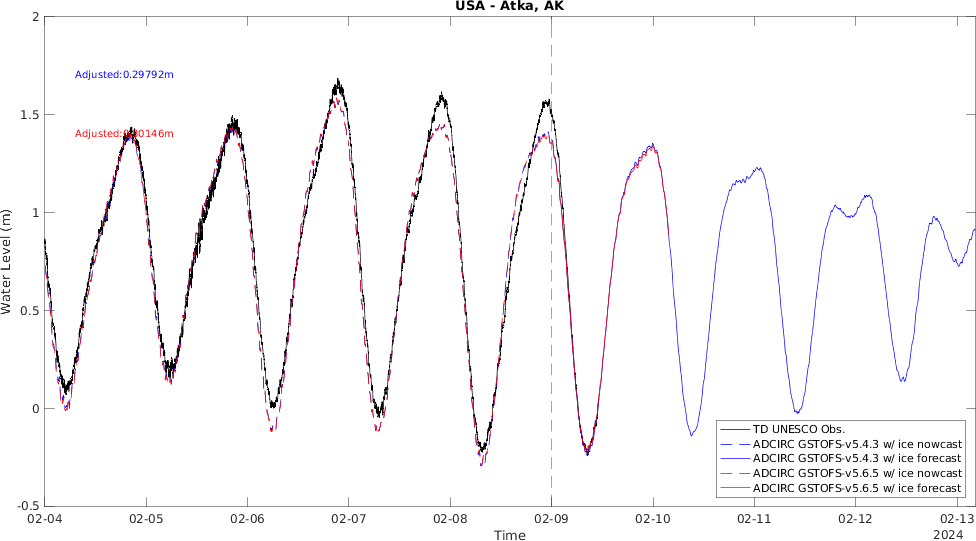 USA - Atka, AK
2
1.5
1
0.5
0
-0.5
Water Level (m)
Adjusted:0.29792m
Adjusted:0.30146m
TD UNESCO Obs.
ADCIRC GSTOFS-v5.4.3 w/ ice nowcast
ADCIRC GSTOFS-v5.4.3 w/ ice forecast
ADCIRC GSTOFS-v5.6.5 w/ ice nowcast
ADCIRC GSTOFS-v5.6.5 w/ ice forecast
02-04 02-05 02-06 02-07 02-08 02-09 02-10 02-11 02-12 02-13
Time
2024